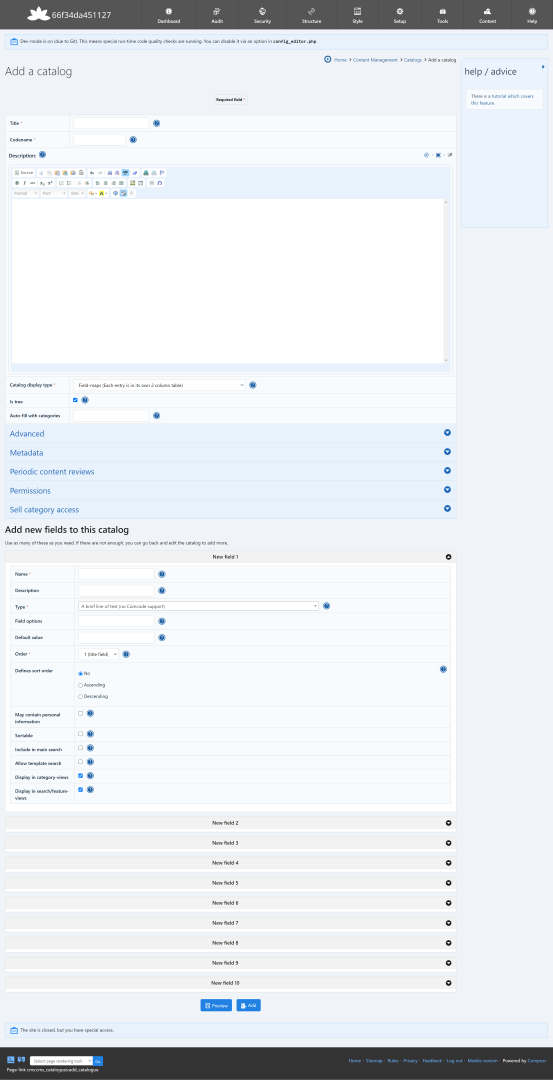 66f34da451127
Dashboard
Audit
Security
Structure
Style
Setup
Tools
Content
Help
Dev-mode is on (due to Git). This means special run-time code quality checks are running. You can disable it via an option in config_editor.php.
Home > Content Management > Catalogs > Add a catalog
Add a catalog
help / advice
There is a tutorial which covers
this feature.
Required field *
Title *
Codename *
Description:
Source
Format
Font
Size
Catalog display type *
Field-maps (Each entry is in its own 2 column table)
Is tree
Auto-fill with categories
Advanced
Metadata
Periodic content reviews
Permissions
Sell category access
Add new fields to this catalog
Use as many of these as you need. If there are not enough, you can go back and edit the catalog to add more.
New field 1
Name *
Description
Type *
A brief line of text (no Comcode support)
Field options
Default value
Order *
1 (title field)
Defines sort order
No
Ascending
Descending
May contain personal
information
Sortable
Include in main search
Allow template search
Display in category-views
Display in search/feature-
views
New field 2
New field 3
New field 4
New field 5
New field 6
New field 7
New field 8
New field 9
New field 10
Preview
Add
The site is closed, but you have special access.
Select page rendering tool:
Go
Home · Sitemap · Rules · Privacy · Feedback · Log out · Mobile version · Powered by Composr
Page-link cms:cms_catalogues:add_catalogue